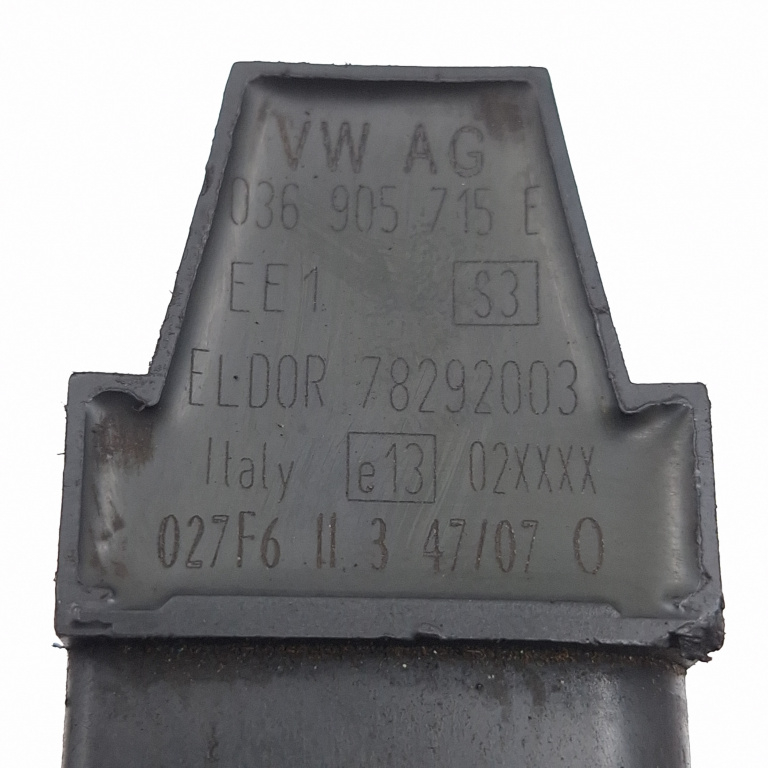 VW AG
036 905 715 E
EE1 S3
ELDOR 78292003
Italy e13 02XXXX
027F6 II 3 47/07 0